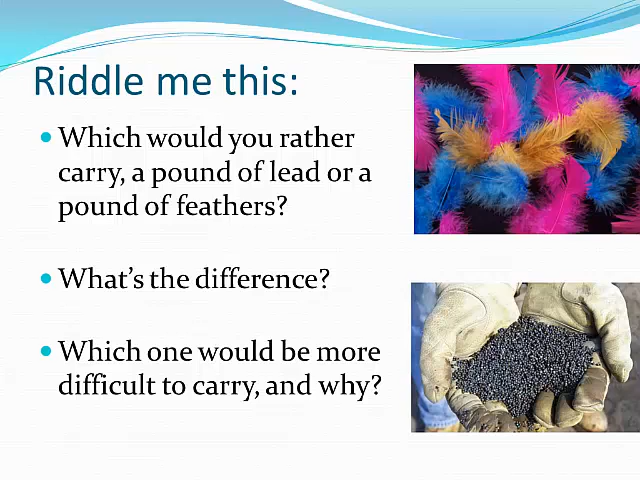 Riddle me this:
Which would you rather
carry, a pound of lead or a
pound of feathers?
What's the difference?
Which one would be more
difficult to carry, and why?